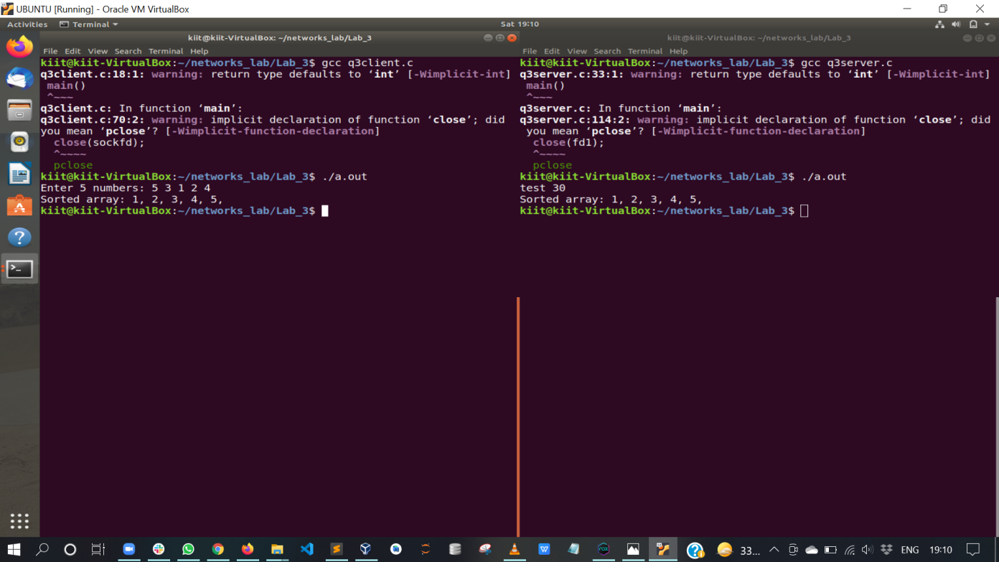 UBUNTU [Running] - Oracle VM VirtualBox
Activities Terminal Sat 19:10
kiit@kiit-VirtualBox: ~/networks_lab/Lab_3
File Edit View Search Terminal Help
kiit@kiit-VirtualBox:~/networks_lab/Lab_3$ gcc q3client.c
q3client.c:18:1: warning: return type defaults to ‘int’ [-Wimplicit-int]
main()
^~~~
q3client.c: In function ‘main’:
q3client.c:70:2: warning: implicit declaration of function ‘close’; did
you mean ‘pclose’? [-Wimplicit-function-declaration]
close(sockfd);
^~~~~
pclose
kiit@kiit-VirtualBox:~/networks_lab/Lab_3$ ./a.out
Enter 5 numbers: 5 3 1 2 4
Sorted array: 1, 2, 3, 4, 5,
kiit@kiit-VirtualBox:~/networks_lab/Lab_3$
kiit@kiit-VirtualBox: ~/networks_lab/Lab_3
File Edit View Search Terminal Help
kiit@kiit-VirtualBox:~/networks_lab/Lab_3$ gcc q3server.c
q3server.c:33:1: warning: return type defaults to ‘int’ [-Wimplicit-int]
main()
^~~~
q3server.c: In function ‘main’:
q3server.c:114:2: warning: implicit declaration of function ‘close’; did
you mean ‘pclose’? [-Wimplicit-function-declaration]
close(fd1);
^~~~~
pclose
kiit@kiit-VirtualBox:~/networks_lab/Lab_3$ ./a.out
test 30
Sorted array: 1, 2, 3, 4, 5,
kiit@kiit-VirtualBox:~/networks_lab/Lab_3$
33... ENG 19:10